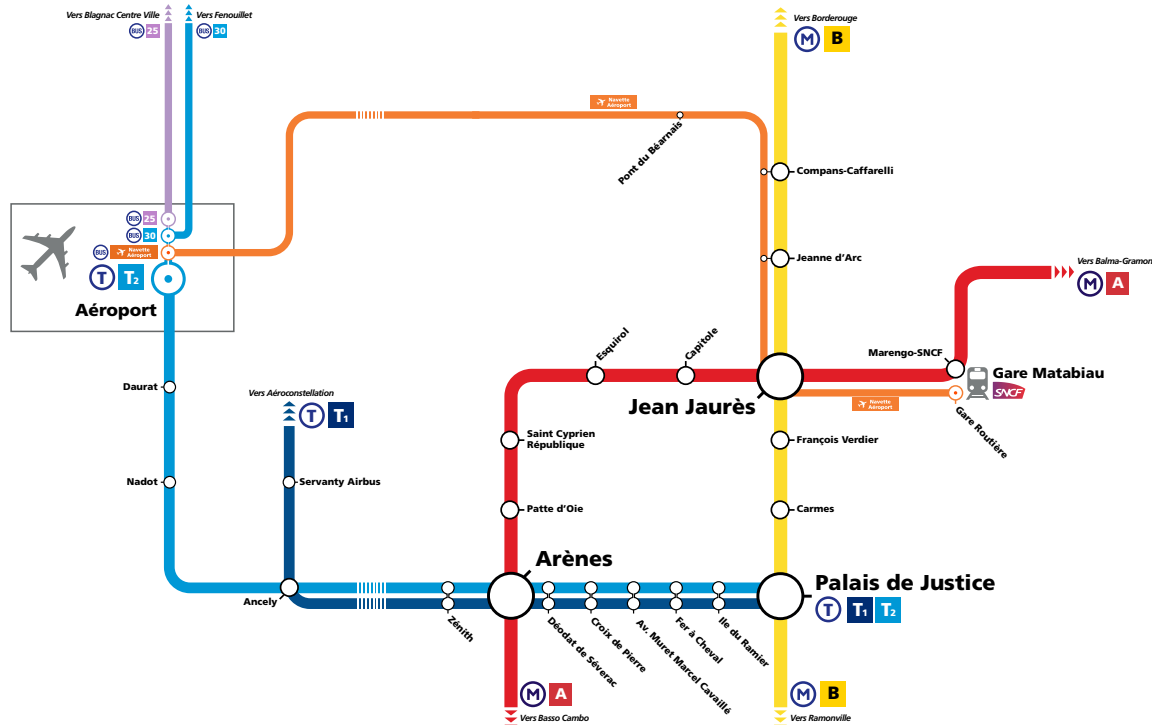 Vers Blagnac Centre Ville
BUS 25
Vers Fenouillet
BUS 30
Vers Borderouge
M B
Navette
Aéroport
Pont du Béarnais
Compans-Caffarelli
BUS 25
BUS 30
BUS Navette
Aéroport
T T2
Aéroport
Jeanne d'Arc
Vers Balma-Gramon
M A
Esquirol
Capitole
Marengo-SNCF
Gare Matabiau
SNCF
Jean Jaurès
Navette
Aéroport
Gare Routière
Daurat
Vers Aéroconstellation
T T1
Saint Cyprien
République
François Verdier
Nadot
Servanty Airbus
Patte d'Oie
Carmes
Arènes
Palais de Justice
T T1 T2
Ancely
Zénith
Déodat de Séverac
Croix de Pierre
Av. Muret Marcel Cavaillé
Fer à Cheval
Ile du Ramier
M A
Vers Basso Cambo
M B
Vers Ramonville